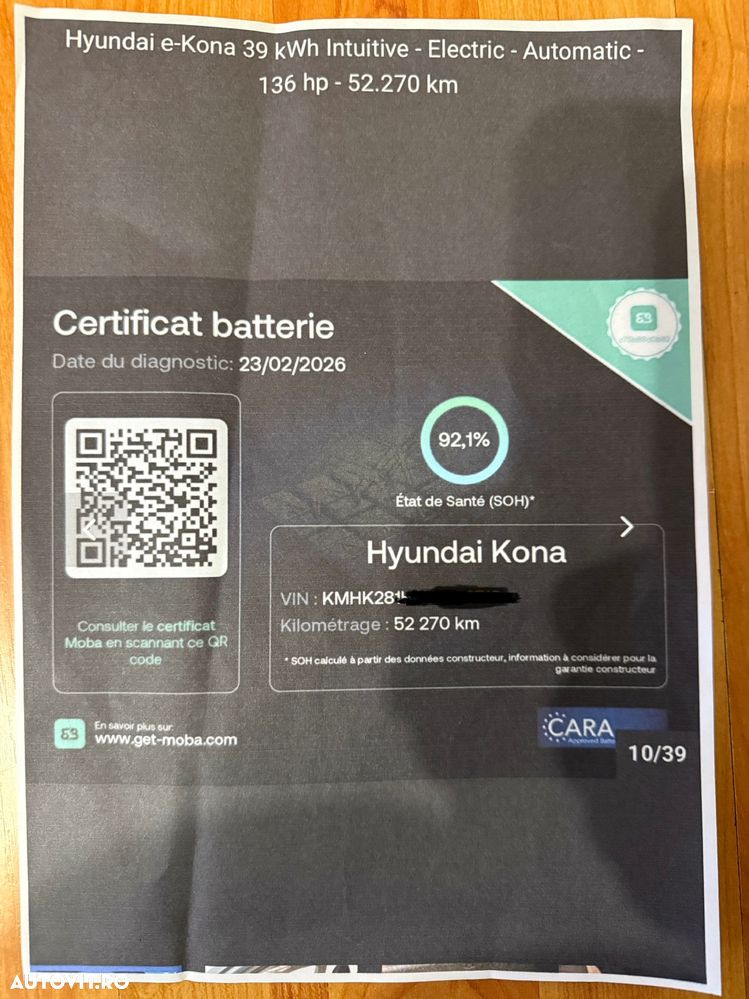 Hyundai e-Kona 39 kWh Intuitive - Electric - Automatic -
136 hp - 52.270 km
Certificat batterie
Date du diagnostic: 23/02/2026
92,1%
État de Santé (SOH)*
Hyundai Kona
VIN : KMHK281
Kilométrage : 52 270 km
* SOH calculé à partir des données constructeur, information à considérer pour la
garantie constructeur
Consulter le certificat
Moba en scannant ce QR
code
En savoir plus sur
www.get-moba.com
CARA
Approved Batte
10/39
AUTOVIT.RO